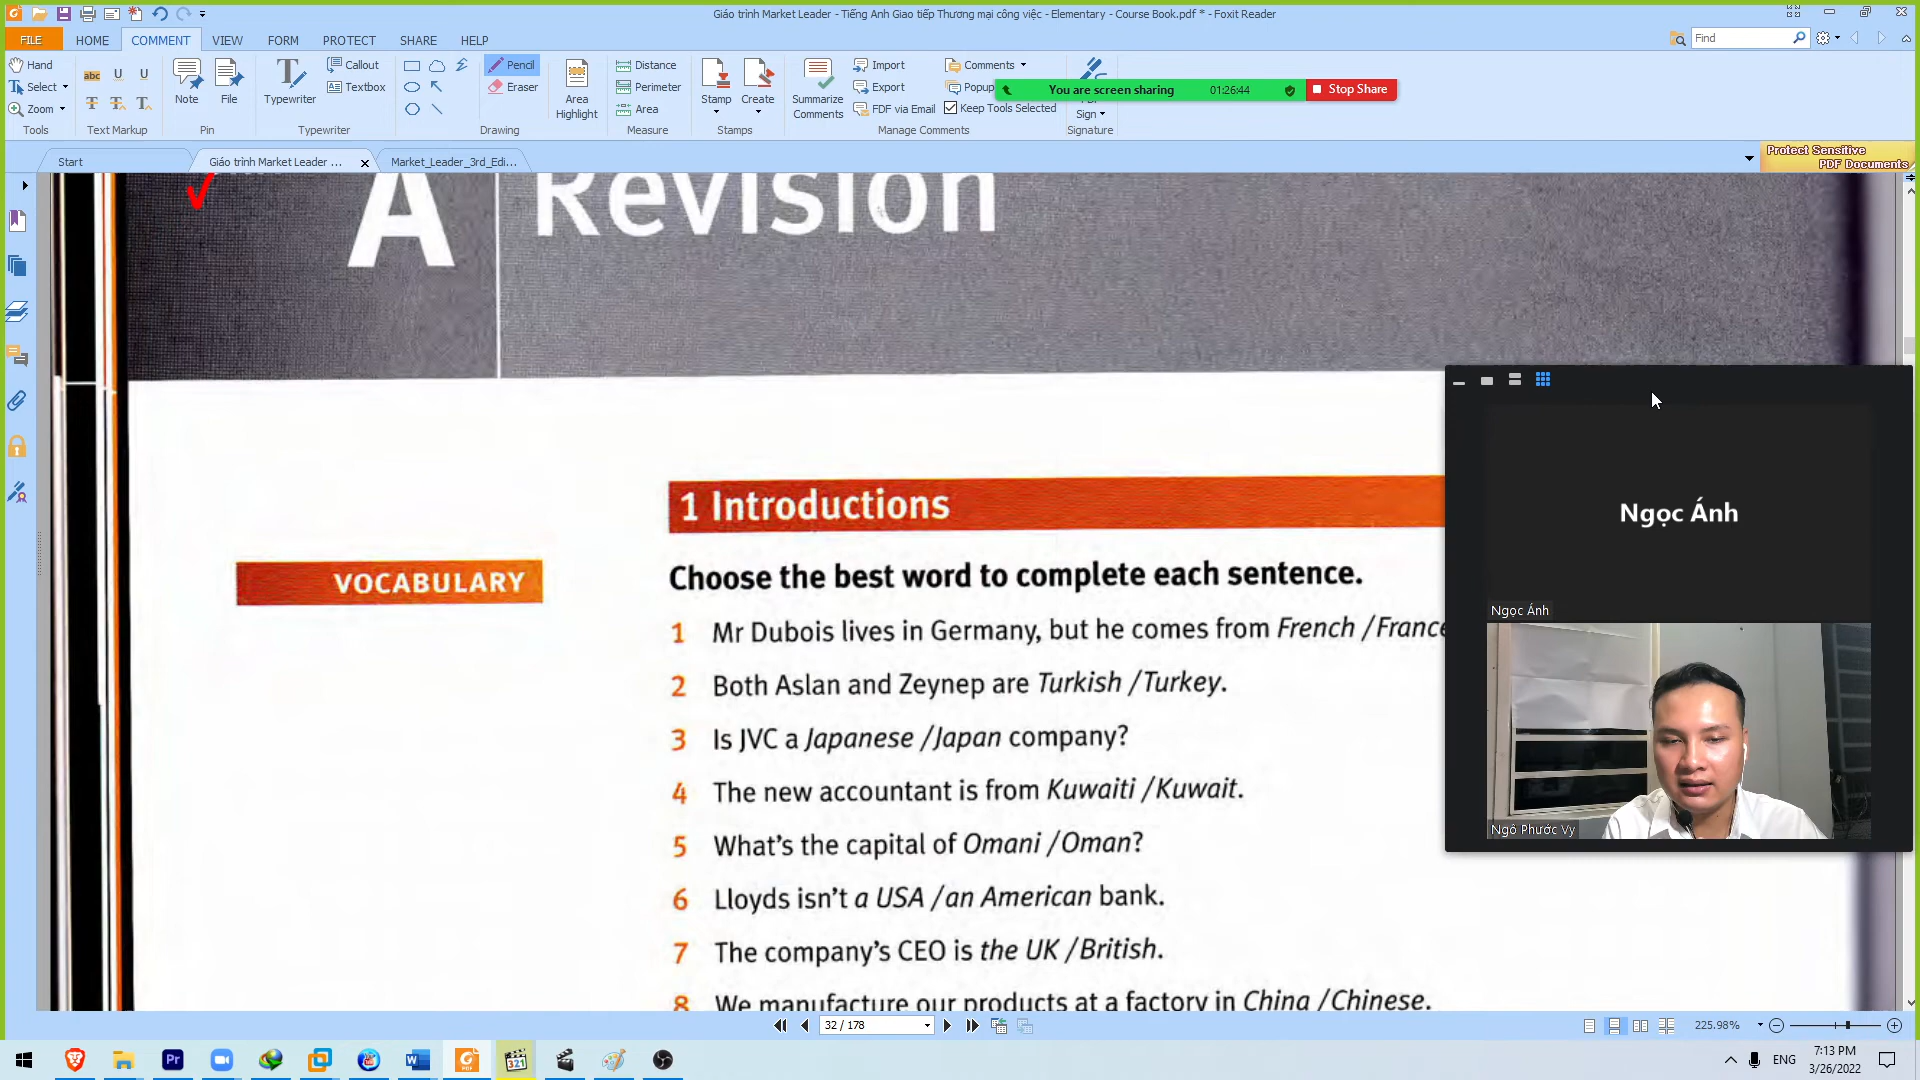 Giáo trình Market Leader - Tiếng Anh Giao tiếp Thương mại công việc - Elementary - Course Book.pdf * - Foxit Reader
FILE HOME COMMENT VIEW FORM PROTECT SHARE HELP
Find
Hand
Select
Zoom
Tools
abc U U
T T T
Text Markup
Note
File
Pin
Typewriter
Callout
Textbox
Typewriter
Pencil
Eraser
Drawing
Area
Highlight
Distance
Perimeter
Area
Measure
Stamp
Create
Stamps
Summarize
Comments
Import
Export
FDF via Email
Comments
Popup
Keep Tools Selected
Manage Comments
Sign
Signature
You are screen sharing 01:26:44 Stop Share
Start
Giáo trình Market Leader ...
Market_Leader_3rd_Edi...
Protect Sensitive
PDF Documents
A Revision
1 Introductions
VOCABULARY
Choose the best word to complete each sentence.
1 Mr Dubois lives in Germany, but he comes from French / France
2 Both Aslan and Zeynep are Turkish / Turkey.
3 Is JVC a Japanese / Japan company?
4 The new accountant is from Kuwaiti / Kuwait.
5 What's the capital of Omani / Oman?
6 Lloyds isn't a USA / an American bank.
7 The company's CEO is the UK / British.
8 We manufacture our products at a factory in China / Chinese.
Ngọc Ánh
Ngọc Ánh
Ngô Phước Vy
32 / 178
225.98%
Pr
321
ENG
7:13 PM
3/26/2022